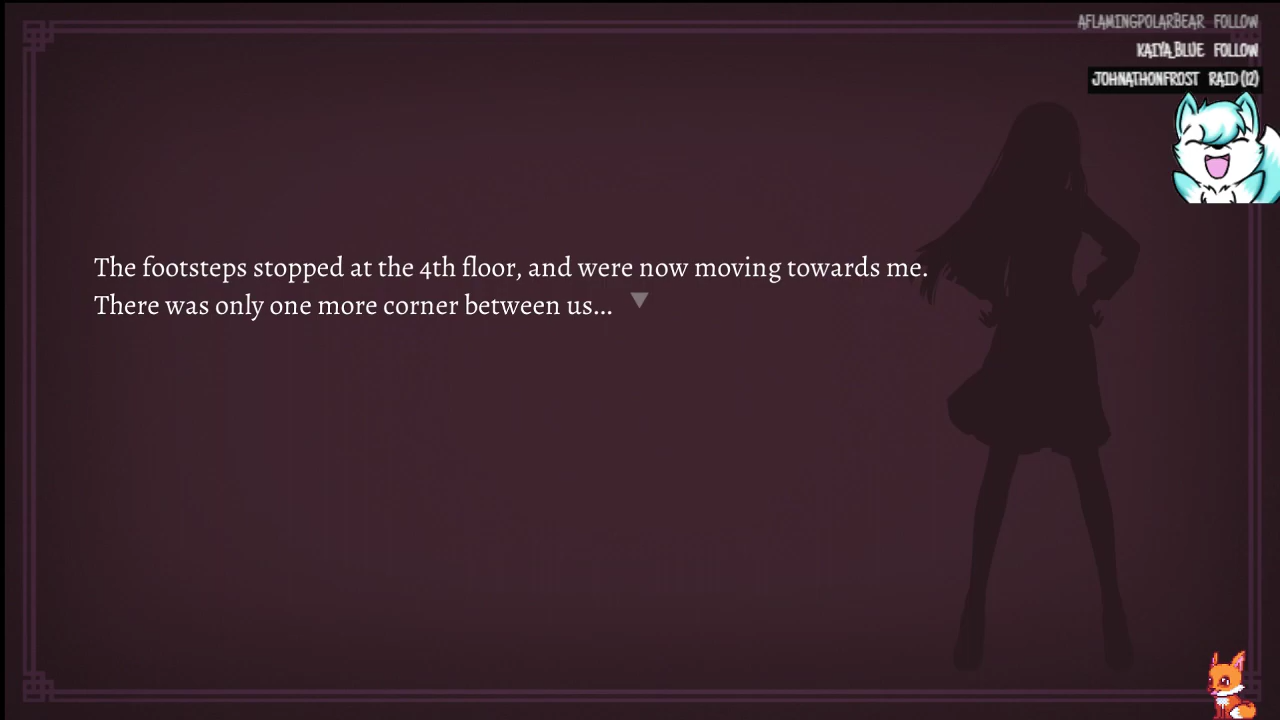 AFLAMINGPOLARBEAR FOLLOW
KAIYA_BLUE FOLLOW
JOHNATHONFROST RAID (12)
The footsteps stopped at the 4th floor, and were now moving towards me.
There was only one more corner between us...